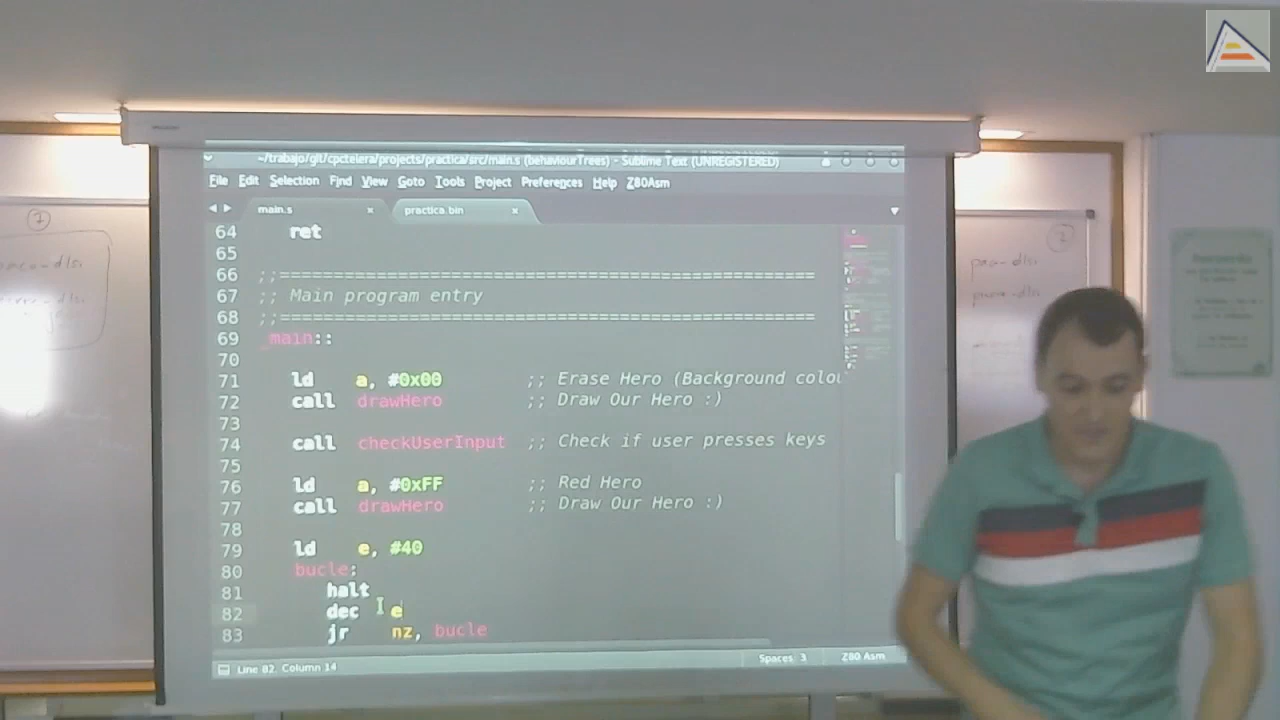 ~/trabajo/git/cpctelera/projects/practica/src/main.s (behaviourTrees) - Sublime Text (UNREGISTERED)
File Edit Selection Find View Goto Tools Project Preferences Help Z80Asm
main.s × practica.bin ×
64 ret
65
66 ;;==================================================
67 ;; Main program entry
68 ;;==================================================
69 _main::
70
71 ld a, #0x00 ;; Erase Hero (Background colou
72 call drawHero ;; Draw Our Hero :)
73
74 call checkUserInput ;; Check if user presses keys
75
76 ld a, #0xFF ;; Red Hero
77 call drawHero ;; Draw Our Hero :)
78
79 ld e, #40
80 bucle:
81 halt
82 dec e
83 jr nz, bucle
Line 82, Column 14 Spaces: 3 Z80 Asm